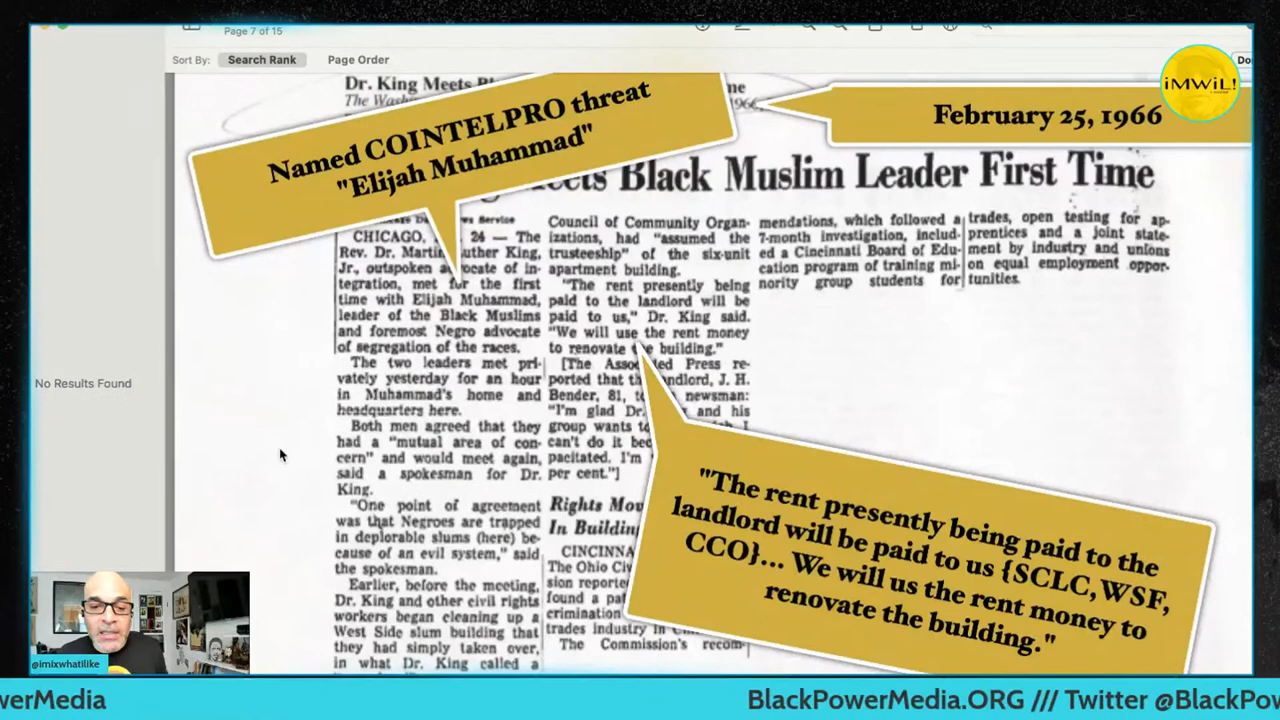 Page 7 of 15
Sort By: Search Rank Page Order
No Results Found
Dr. King Meets
me
The
1966
Named COINTELPRO threat
"Elijah Muhammad"
February 25, 1966
iMWiL!
Meets Black Muslim Leader First Time
Service
CHICAGO, 24 — The
Rev. Dr. Martin Luther King,
Jr., outspoken advocate of in-
tegration, met for the first
time with Elijah Muhammad,
leader of the Black Muslims
and foremost Negro advocate
of segregation of the races.
The two leaders met pri-
vately yesterday for an hour
in Muhammad's home and
headquarters here.
Both men agreed that they
had a "mutual area of con-
cern" and would meet again,
said a spokesman for Dr.
King.
"One point of agreement
was that Negroes are trapped
in deplorable slums (here) be-
cause of an evil system," said
the spokesman.
Earlier, before the meeting,
Dr. King and other civil rights
workers began cleaning up a
West Side slum building that
they had simply taken over,
in what Dr. King called a
Council of Community Organ-
izations, had "assumed the
trusteeship" of the six-unit
apartment building.
"The rent presently being
paid to the landlord will be
paid to us," Dr. King said.
"We will use the rent money
to renovate the building."
[The Associated Press re-
ported that the landlord, J. H.
Bender, 81, newsman:
"I'm glad Dr. and his
group wants to I
can't do it
pacitated. I'm
per cent."]
Rights
In Building
CINCINNA
The Ohio
sion reporte
found a
crimination
trades industry in
The Commission's recom-
mendations, which followed a
7-month investigation, includ-
ed a Cincinnati Board of Edu-
cation program of training mi-
nority group students for
trades, open testing for ap-
prentices and a joint state-
ment by industry and unions
on equal employment oppor-
tunities.
"The rent presently being paid to the
landlord will be paid to us {SCLC, WSF,
CCO}... We will us the rent money to
renovate the building."
@imixwhatilike
werMedia BlackPowerMedia.ORG /// Twitter @BlackPow